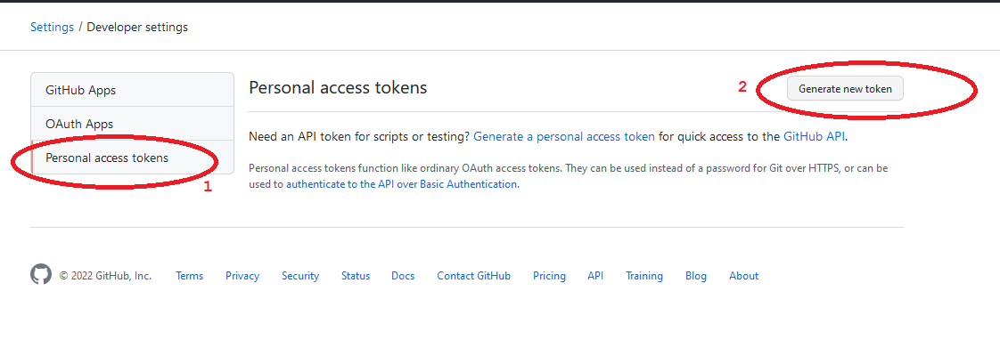 Settings / Developer settings
GitHub Apps
OAuth Apps
Personal access tokens
1
Personal access tokens
2
Generate new token
Need an API token for scripts or testing? Generate a personal access token for quick access to the GitHub API.
Personal access tokens function like ordinary OAuth access tokens. They can be used instead of a password for Git over HTTPS, or can be
used to authenticate to the API over Basic Authentication.
© 2022 GitHub, Inc. Terms Privacy Security Status Docs Contact GitHub Pricing API Training Blog About